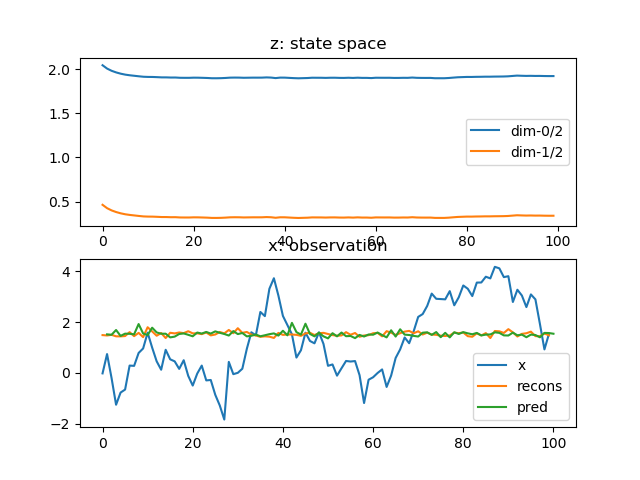 z: state space
2.0
1.5
1.0
0.5
dim-0/2
dim-1/2
0 20 40 60 80 100
x: observation
4
2
0
−2
x
recons
pred
0 20 40 60 80 100